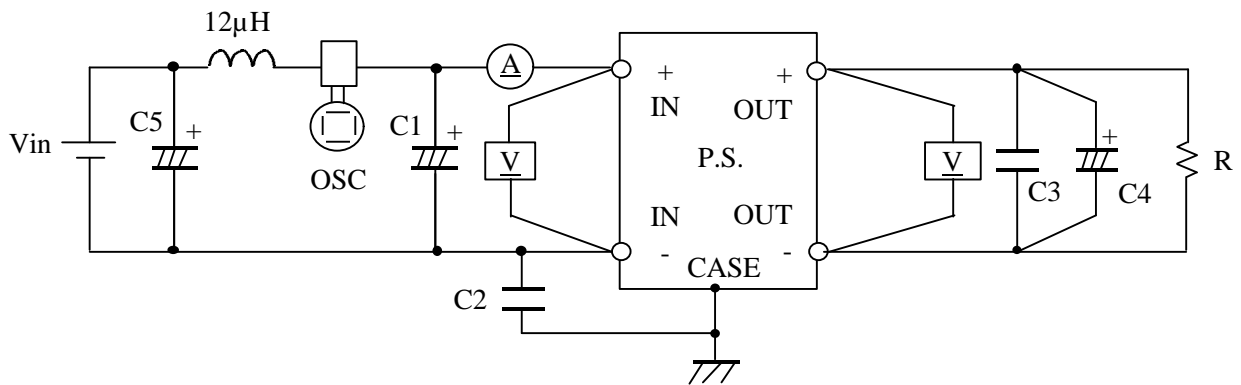 12µH
A
+ +
IN OUT
C5 + C1 + + 
Vin V P.S. V
OSC C3 C4 R
IN OUT
- -
CASE
C2